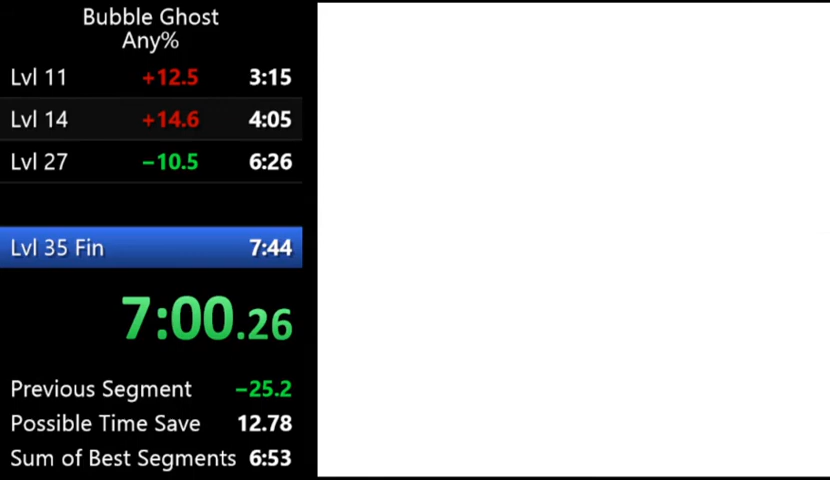 Bubble Ghost
Any%
Lvl 11 +12.5 3:15
Lvl 14 +14.6 4:05
Lvl 27 −10.5 6:26
Lvl 35 Fin 7:44
7:00.26
Previous Segment −25.2
Possible Time Save 12.78
Sum of Best Segments 6:53